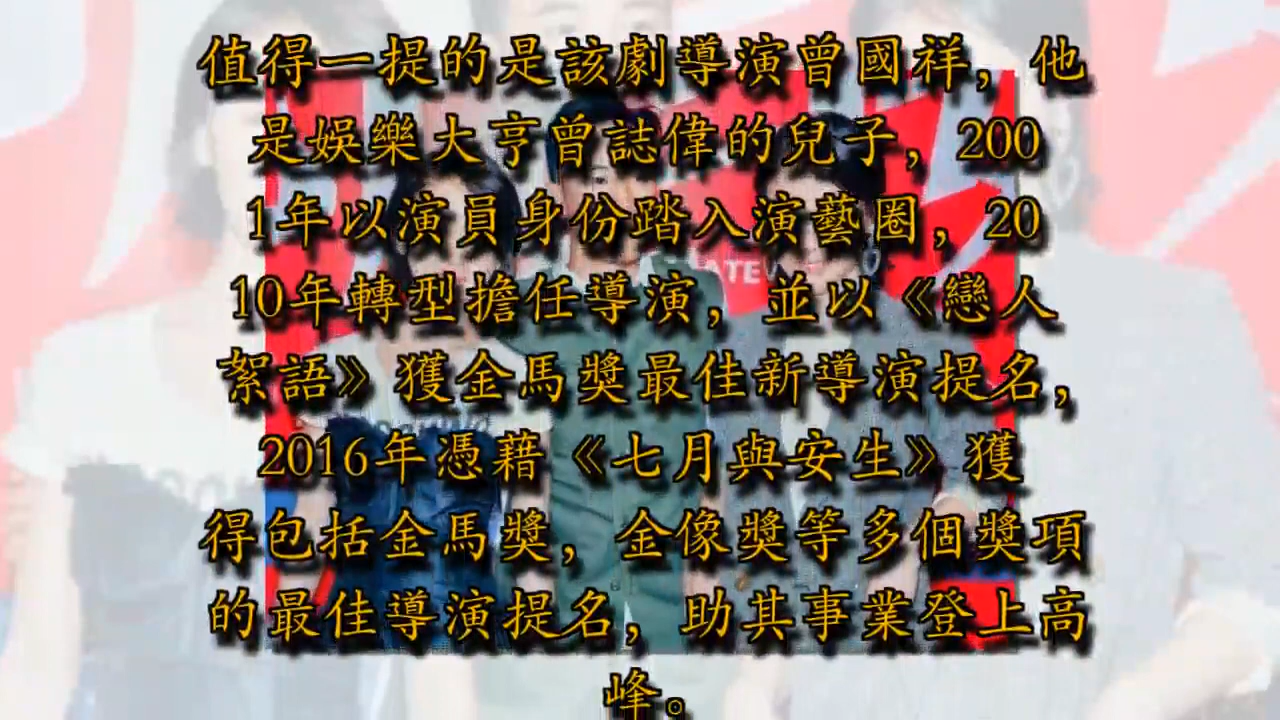 值得一提的是該劇導演曾國祥，他
是娛樂大亨曾誌偉的兒子，200
1年以演員身份踏入演藝圈，20
10年轉型擔任導演，並以《戀人
絮語》獲金馬獎最佳新導演提名，
2016年憑藉《七月與安生》獲
得包括金馬獎，金像獎等多個獎項
的最佳導演提名，助其事業登上高
峰。